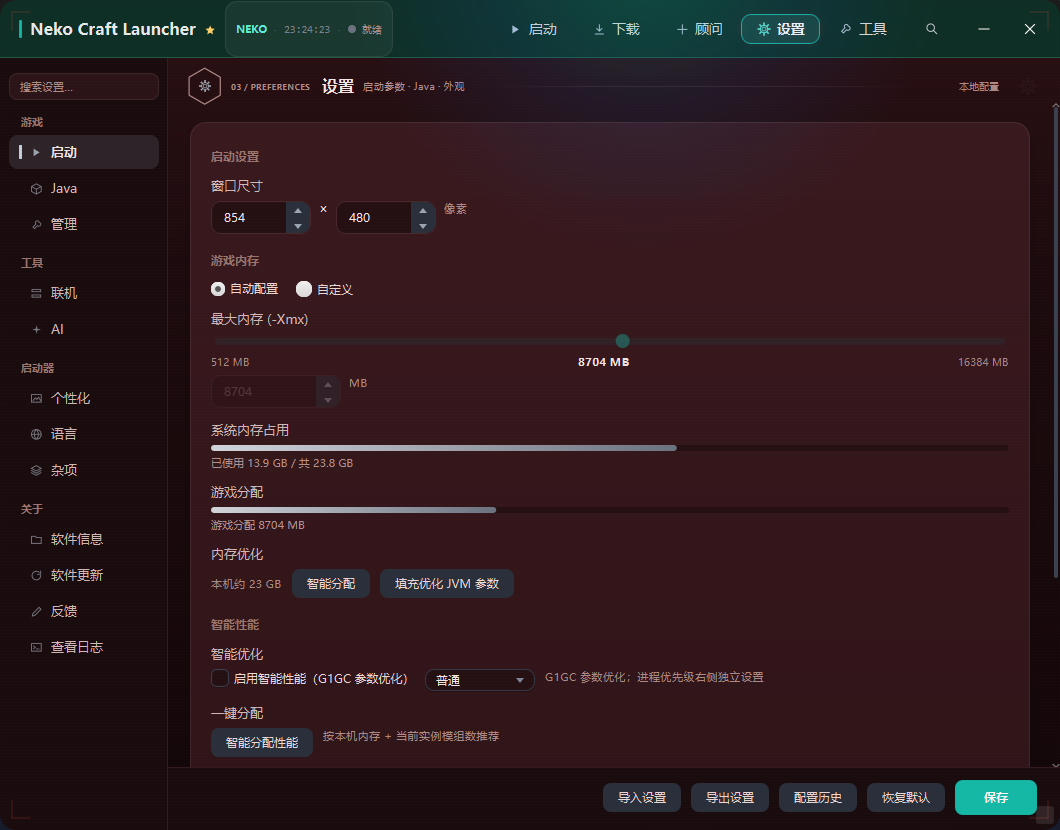 Neko Craft Launcher ★ NEKO · 23:24:23 · 就绪 启动 下载 顾问 设置 工具
搜索设置...
游戏
启动
Java
管理
工具
联机
AI
启动器
个性化
语言
杂项
关于
软件信息
软件更新
反馈
查看日志
03 / PREFERENCES 设置 启动参数 · Java · 外观 本地配置
启动设置
窗口尺寸
854 × 480 像素
游戏内存
自动配置 自定义
最大内存 (-Xmx)
512 MB 8704 MB 16384 MB
8704 MB
系统内存占用
已使用 13.9 GB / 共 23.8 GB
游戏分配
游戏分配 8704 MB
内存优化
本机约 23 GB 智能分配 填充优化 JVM 参数
智能性能
智能优化
启用智能性能（G1GC 参数优化） 普通 G1GC 参数优化；进程优先级右侧独立设置
一键分配
智能分配性能 按本机内存 + 当前实例模组数推荐
导入设置 导出设置 配置历史 恢复默认 保存